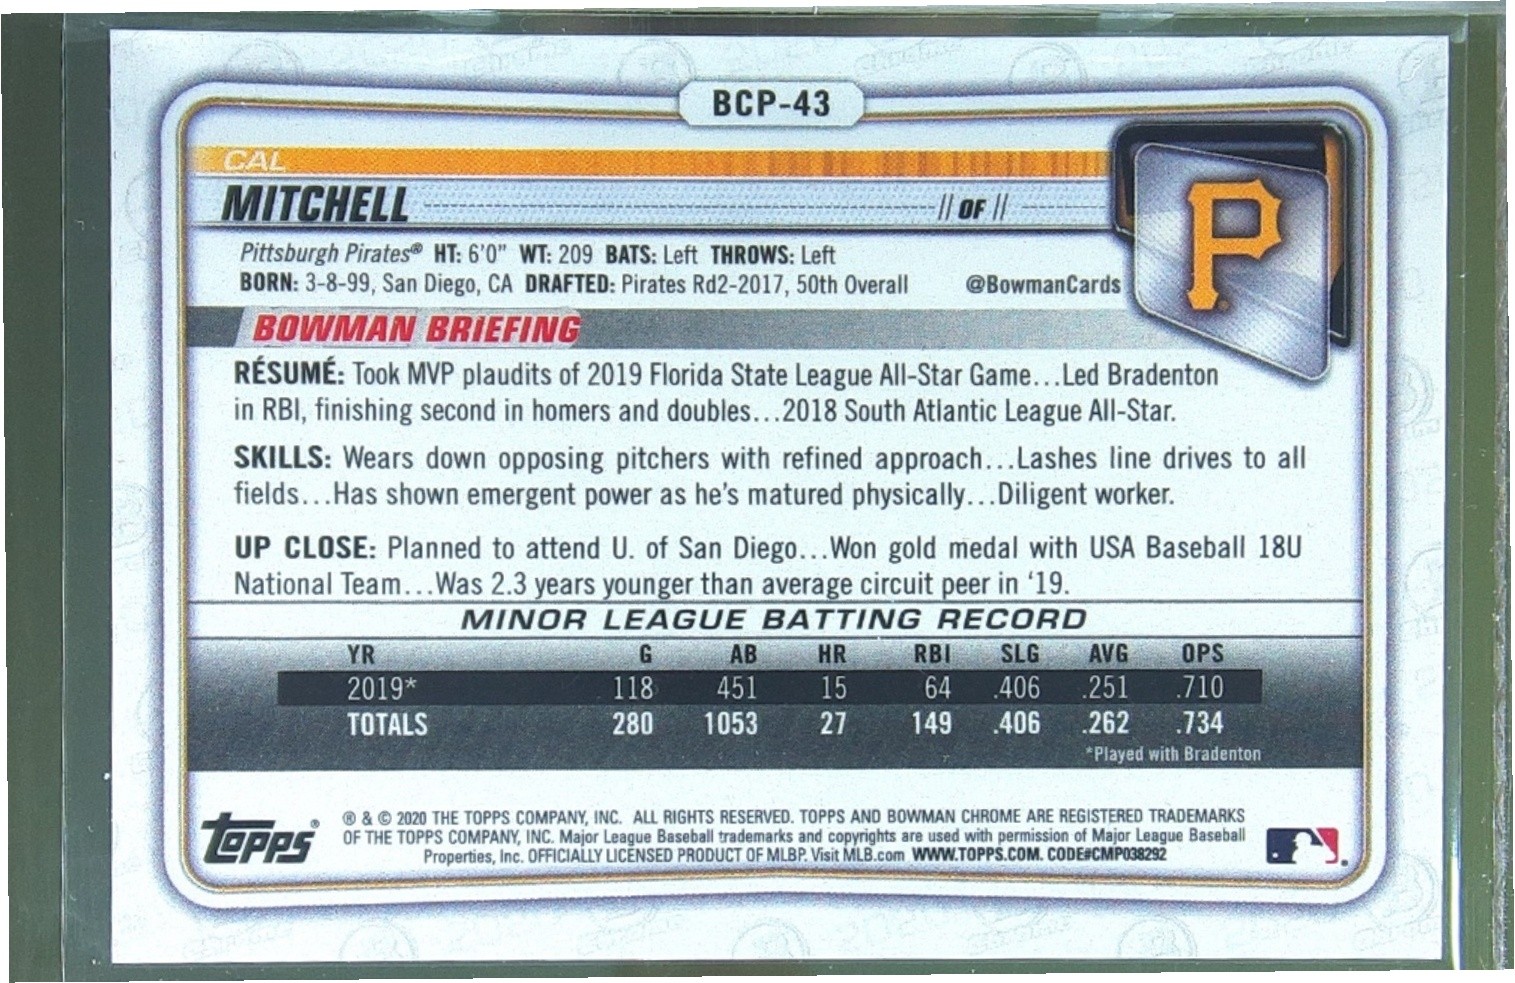 BCP-43
CAL
MITCHELL // OF //
Pittsburgh Pirates® HT: 6'0" WT: 209 BATS: Left THROWS: Left
BORN: 3-8-99, San Diego, CA DRAFTED: Pirates Rd2-2017, 50th Overall @BowmanCards
P
BOWMAN BRIEFING
RÉSUMÉ: Took MVP plaudits of 2019 Florida State League All-Star Game...Led Bradenton
in RBI, finishing second in homers and doubles...2018 South Atlantic League All-Star.
SKILLS: Wears down opposing pitchers with refined approach...Lashes line drives to all
fields...Has shown emergent power as he's matured physically...Diligent worker.
UP CLOSE: Planned to attend U. of San Diego...Won gold medal with USA Baseball 18U
National Team...Was 2.3 years younger than average circuit peer in '19.
MINOR LEAGUE BATTING RECORD
YR G AB HR RBI SLG AVG OPS
2019* 118 451 15 64 .406 .251 .710
TOTALS 280 1053 27 149 .406 .262 .734
*Played with Bradenton
topps®
® & © 2020 THE TOPPS COMPANY, INC. ALL RIGHTS RESERVED. TOPPS AND BOWMAN CHROME ARE REGISTERED TRADEMARKS
OF THE TOPPS COMPANY, INC. Major League Baseball trademarks and copyrights are used with permission of Major League Baseball
Properties, Inc. OFFICIALLY LICENSED PRODUCT OF MLBP. Visit MLB.com WWW.TOPPS.COM. CODE#CMP038292